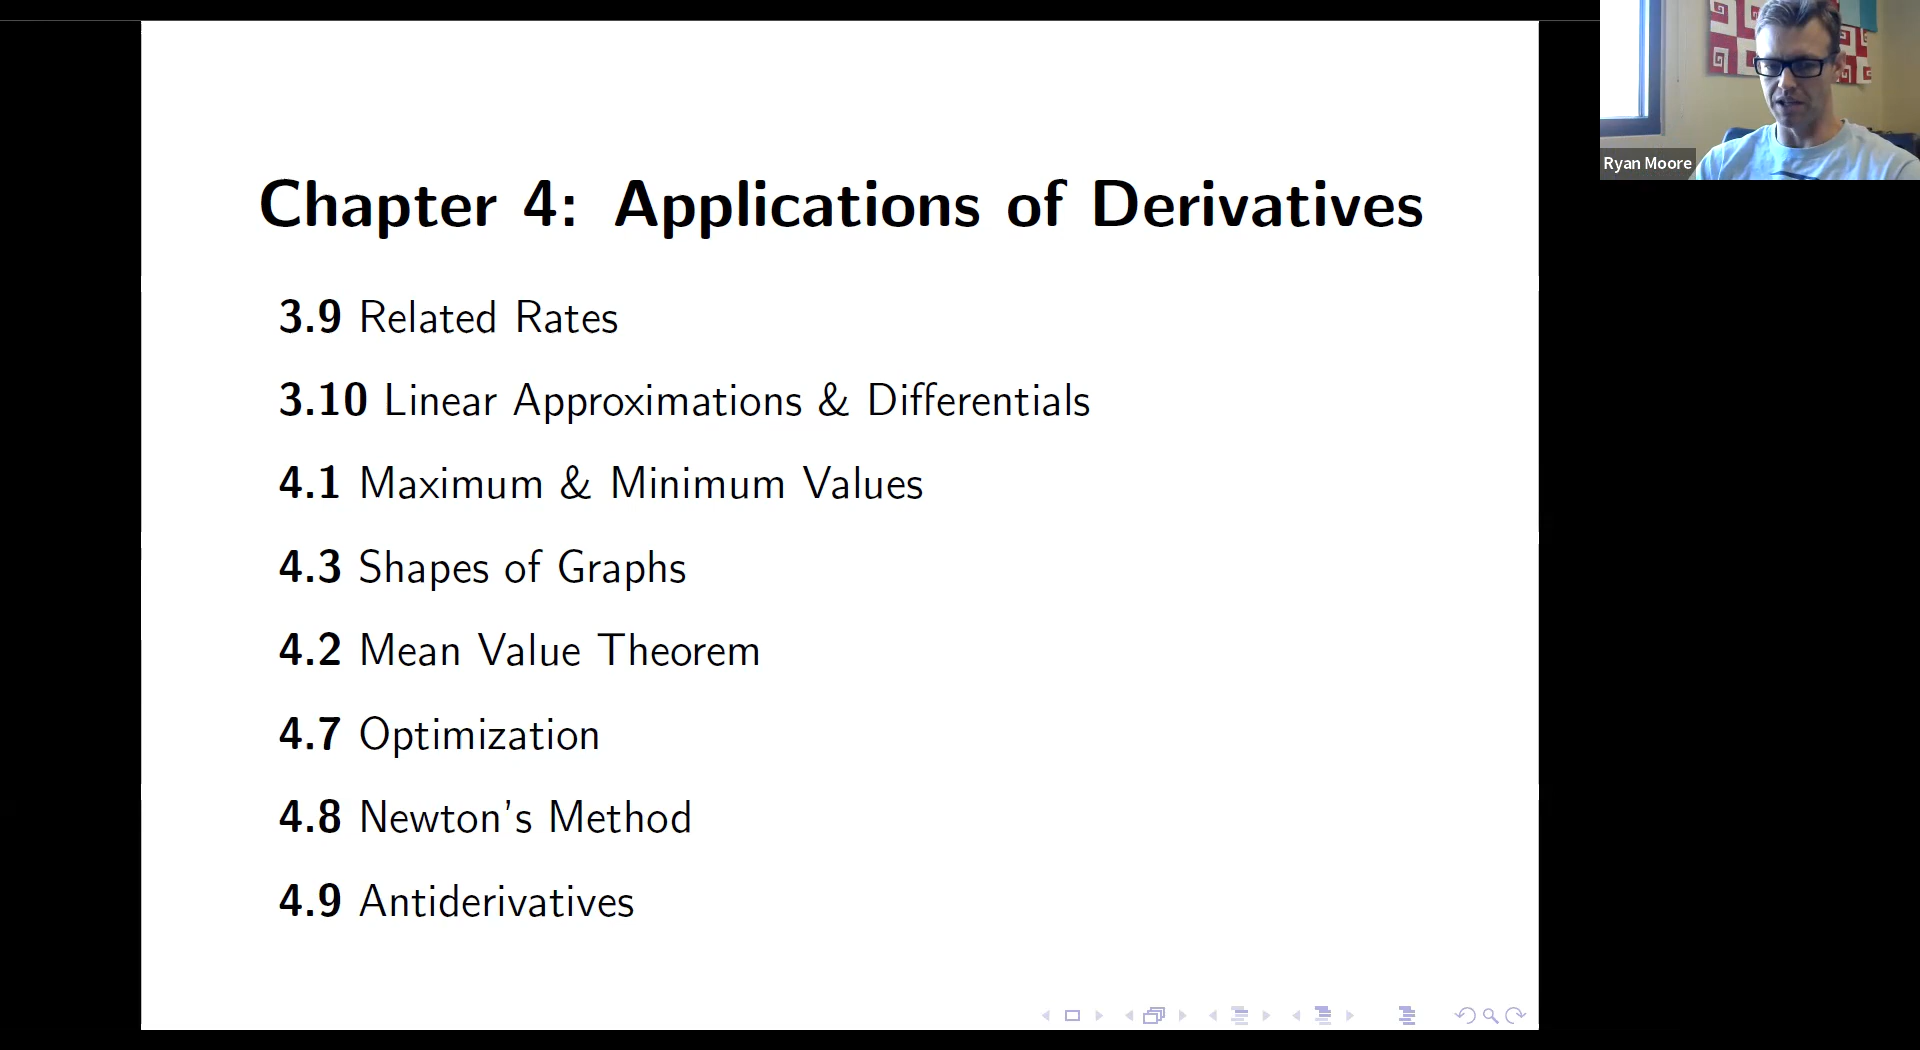 Chapter 4: Applications of Derivatives
3.9 Related Rates
3.10 Linear Approximations & Differentials
4.1 Maximum & Minimum Values
4.3 Shapes of Graphs
4.2 Mean Value Theorem
4.7 Optimization
4.8 Newton's Method
4.9 Antiderivatives
Ryan Moore